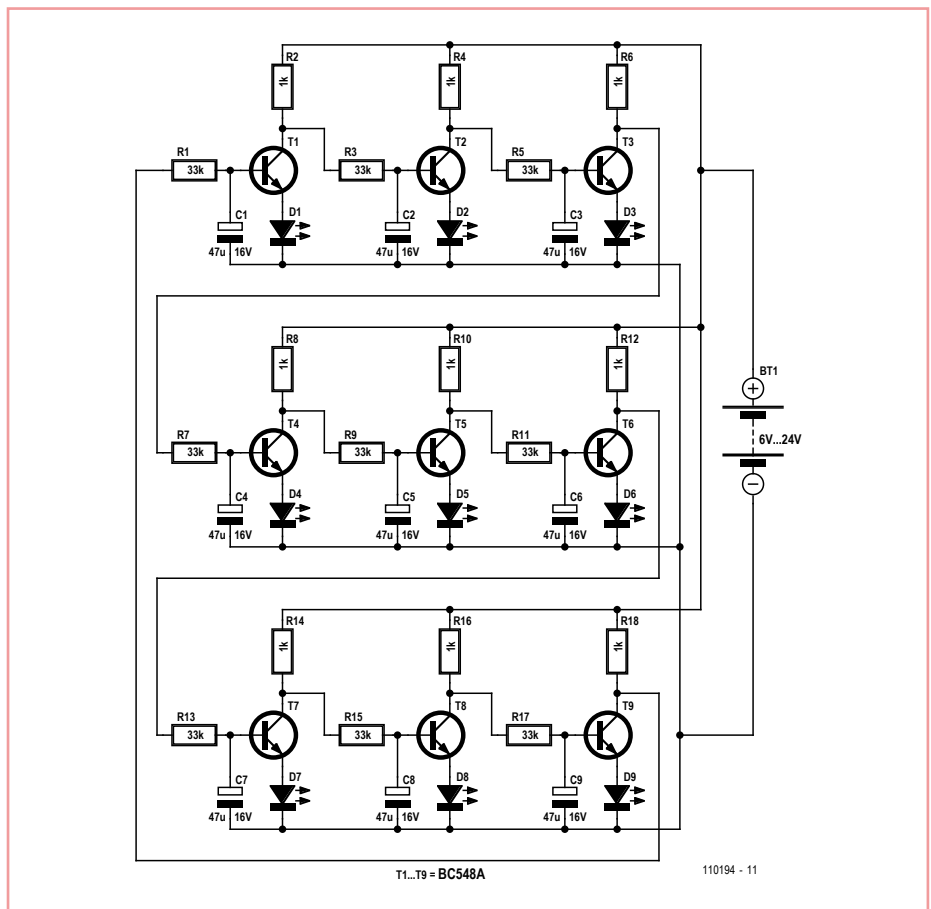 R2
R4
R6
1k
1k
1k
T1
T2
T3
R1
R3
R5
33k
33k
33k
C1
D1
C2
D2
C3
D3
47u 16V
47u 16V
47u 16V
R8
R10
R12
1k
1k
1k
BT1
6V...24V
T4
T5
T6
R7
R9
R11
33k
33k
33k
C4
D4
C5
D5
C6
D6
47u 16V
47u 16V
47u 16V
R14
R16
R18
1k
1k
1k
T7
T8
T9
R13
R15
R17
33k
33k
33k
C7
D7
C8
D8
C9
D9
47u 16V
47u 16V
47u 16V
T1...T9 = BC548A
110194 - 11